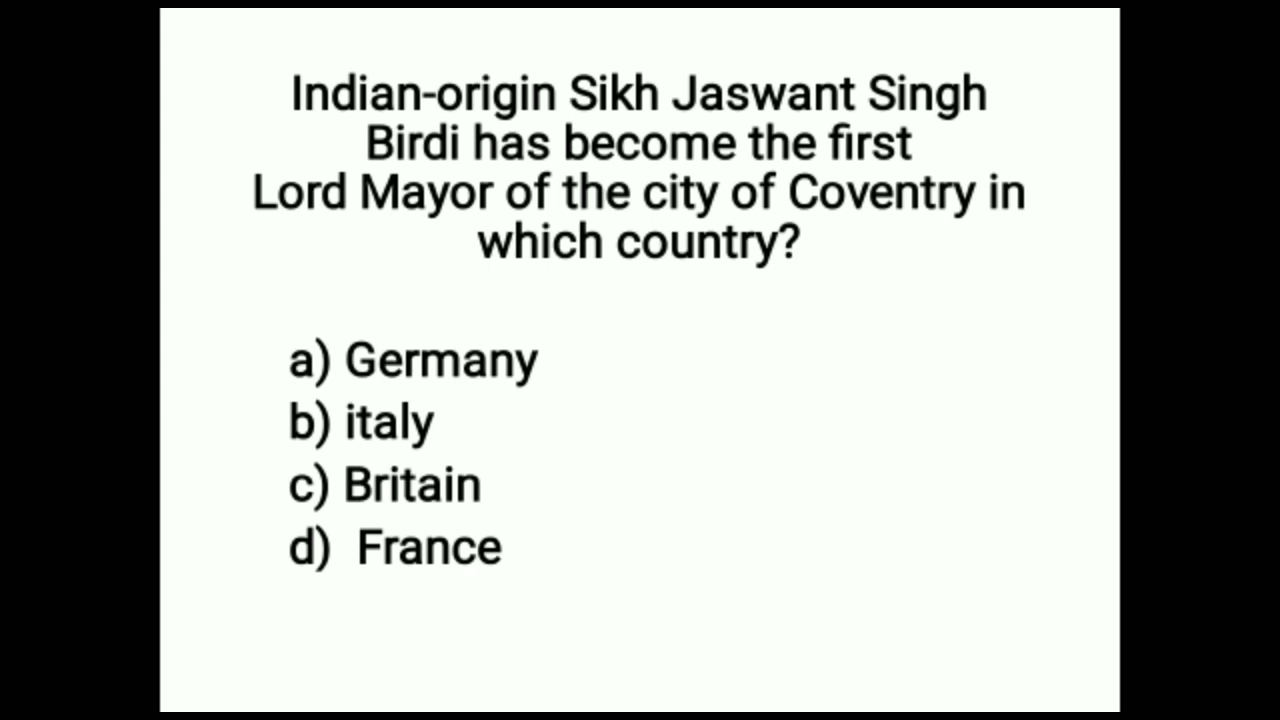 Indian-origin Sikh Jaswant Singh
Birdi has become the first
Lord Mayor of the city of Coventry in
which country?
a) Germany
b) italy
c) Britain
d) France